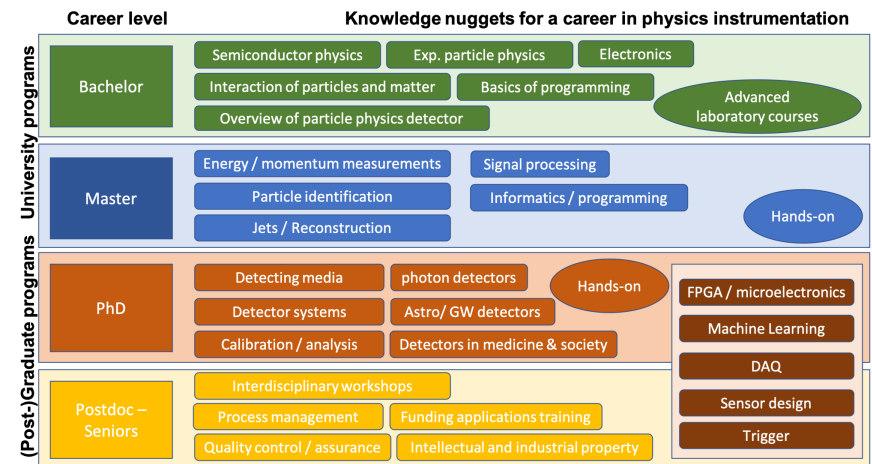 Career level
Knowledge nuggets for a career in physics instrumentation
University programs
Bachelor
Semiconductor physics
Exp. particle physics
Electronics
Interaction of particles and matter
Basics of programming
Overview of particle physics detector
Advanced
laboratory courses
Master
Energy / momentum measurements
Signal processing
Particle identification
Informatics / programming
Jets / Reconstruction
Hands-on
(Post-)Graduate programs
PhD
Detecting media
photon detectors
Hands-on
Detector systems
Astro/ GW detectors
Calibration / analysis
Detectors in medicine & society
FPGA / microelectronics
Machine Learning
DAQ
Sensor design
Trigger
Postdoc –
Seniors
Interdisciplinary workshops
Process management
Funding applications training
Quality control / assurance
Intellectual and industrial property